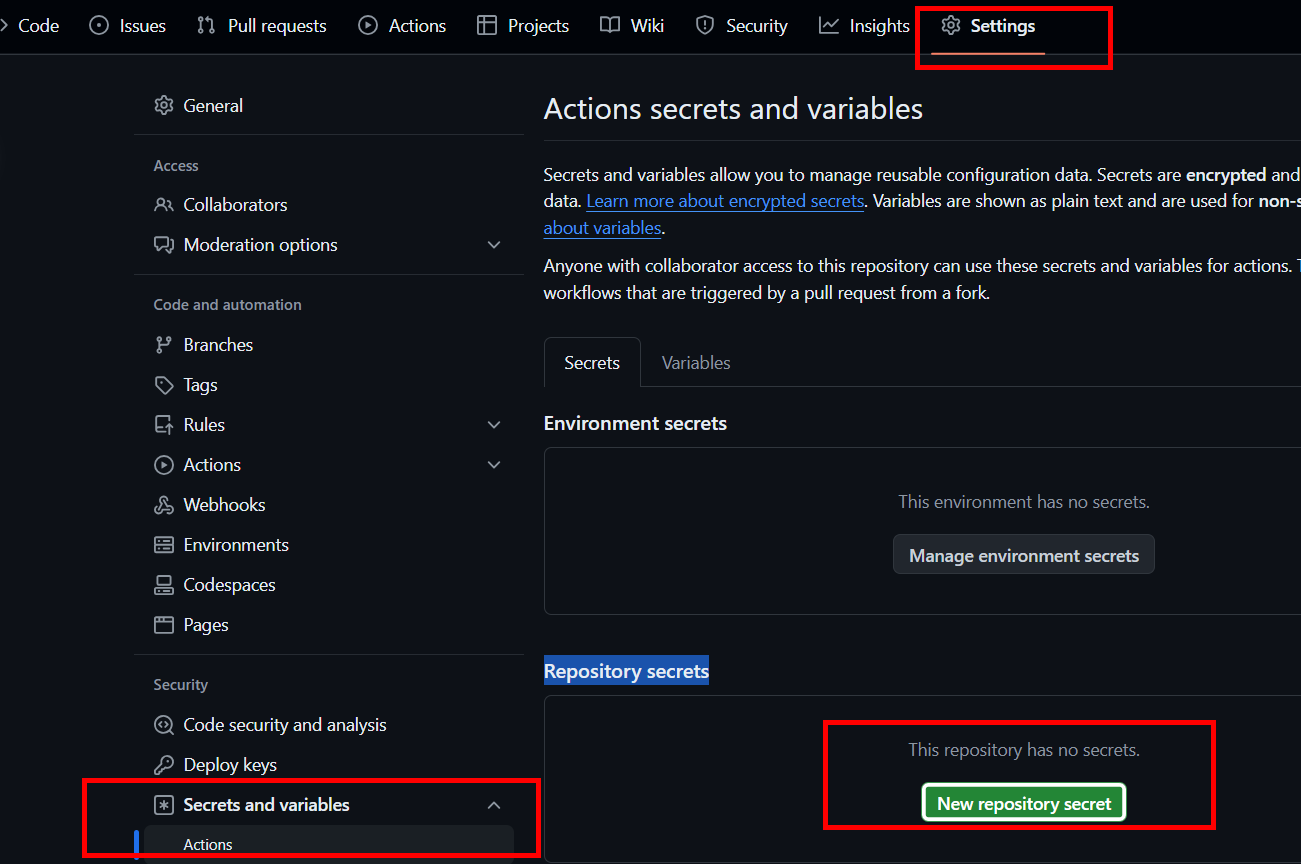 Code Issues Pull requests Actions Projects Wiki Security Insights Settings
General
Access
Collaborators
Moderation options
Code and automation
Branches
Tags
Rules
Actions
Webhooks
Environments
Codespaces
Pages
Security
Code security and analysis
Deploy keys
Secrets and variables
Actions
Actions secrets and variables
Secrets and variables allow you to manage reusable configuration data. Secrets are encrypted and
data. Learn more about encrypted secrets. Variables are shown as plain text and are used for non-s
about variables.
Anyone with collaborator access to this repository can use these secrets and variables for actions. T
workflows that are triggered by a pull request from a fork.
Secrets Variables
Environment secrets
This environment has no secrets.
Manage environment secrets
Repository secrets
This repository has no secrets.
New repository secret